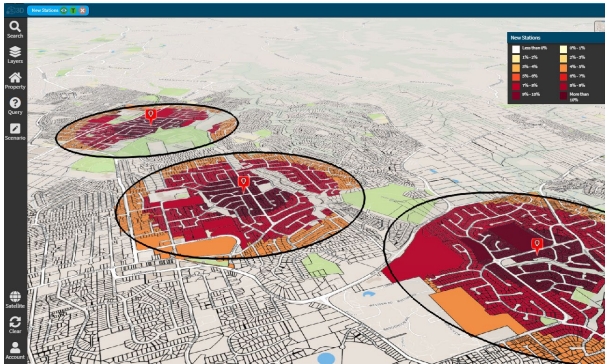 New Stations
Search
Layers
Property
Query
Scenario
Satellite
Clear
Account
New Stations
Less than 0% 0% - 1%
1% - 2% 2% - 3%
3% - 4% 4% - 5%
5% - 6% 6% - 7%
7% - 8% 8% - 9%
9% - 10% More than
10%